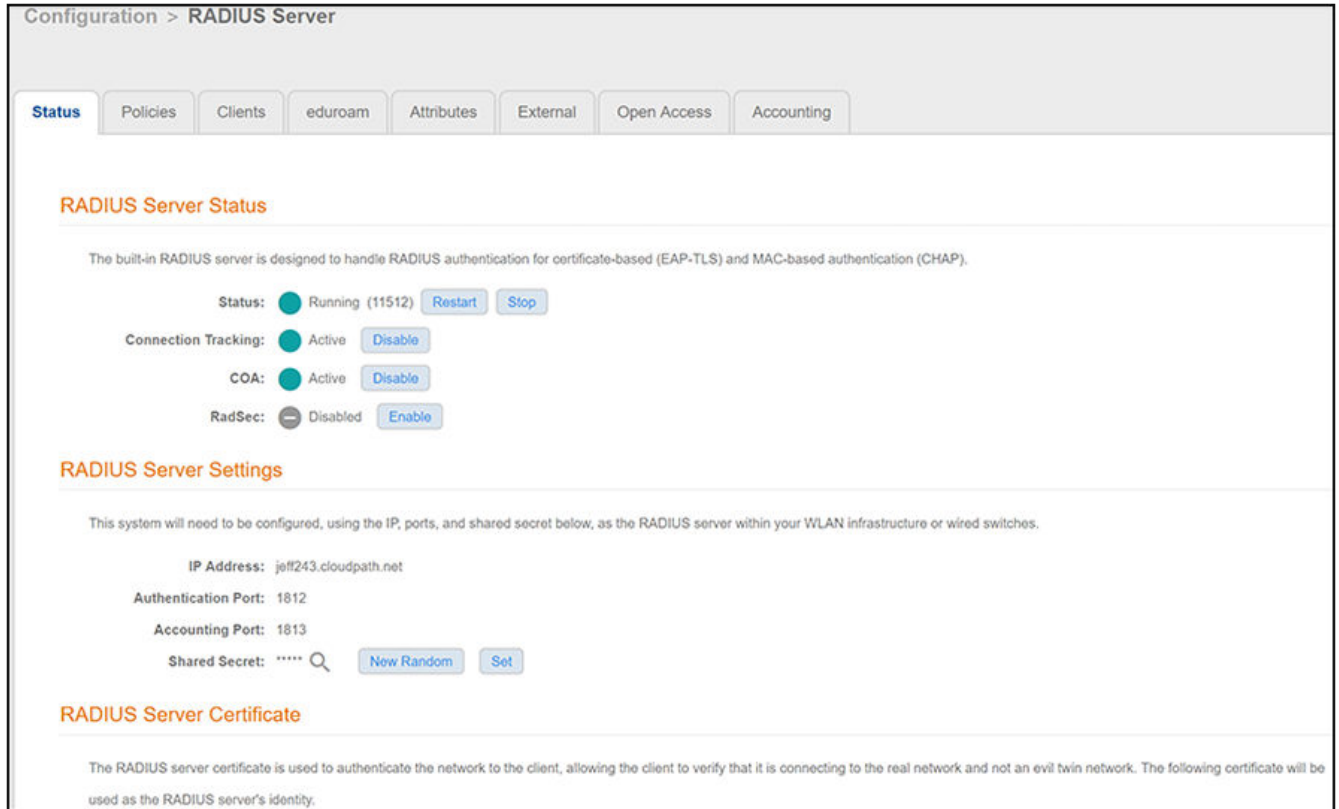 Configuration > RADIUS Server
Status Policies Clients eduroam Attributes External Open Access Accounting
RADIUS Server Status
The built-in RADIUS server is designed to handle RADIUS authentication for certificate-based (EAP-TLS) and MAC-based authentication (CHAP).
Status: Running (11512) Restart Stop
Connection Tracking: Active Disable
COA: Active Disable
RadSec: Disabled Enable
RADIUS Server Settings
This system will need to be configured, using the IP, ports, and shared secret below, as the RADIUS server within your WLAN infrastructure or wired switches.
IP Address: jeff243.cloudpath.net
Authentication Port: 1812
Accounting Port: 1813
Shared Secret: ***** New Random Set
RADIUS Server Certificate
The RADIUS server certificate is used to authenticate the network to the client, allowing the client to verify that it is connecting to the real network and not an evil twin network. The following certificate will be
used as the RADIUS server's identity.